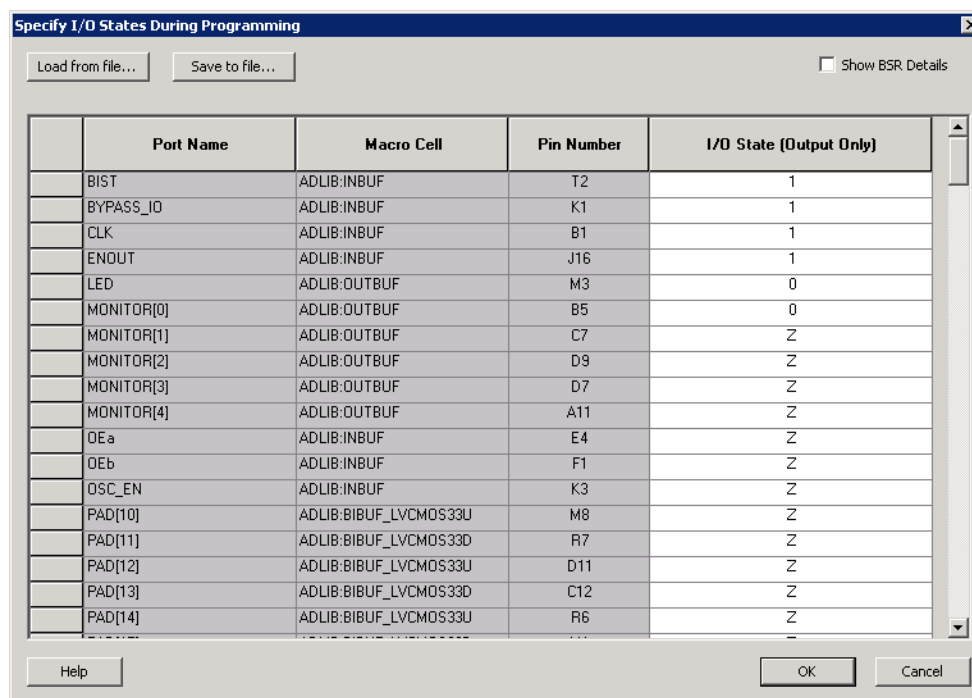 Specify I/O States During Programming
Load from file... Save to file... Show BSR Details
Port Name Macro Cell Pin Number I/O State (Output Only)
BIST ADLIB:INBUF T2 1
BYPASS_IO ADLIB:INBUF K1 1
CLK ADLIB:INBUF B1 1
ENOUT ADLIB:INBUF J16 1
LED ADLIB:OUTBUF M3 0
MONITOR[0] ADLIB:OUTBUF B5 0
MONITOR[1] ADLIB:OUTBUF C7 Z
MONITOR[2] ADLIB:OUTBUF D9 Z
MONITOR[3] ADLIB:OUTBUF D7 Z
MONITOR[4] ADLIB:OUTBUF A11 Z
OEa ADLIB:INBUF E4 Z
OEb ADLIB:INBUF F1 Z
OSC_EN ADLIB:INBUF K3 Z
PAD[10] ADLIB:BIBUF_LVCMOS33U M8 Z
PAD[11] ADLIB:BIBUF_LVCMOS33D R7 Z
PAD[12] ADLIB:BIBUF_LVCMOS33U D11 Z
PAD[13] ADLIB:BIBUF_LVCMOS33D C12 Z
PAD[14] ADLIB:BIBUF_LVCMOS33U R6 Z
Help OK Cancel